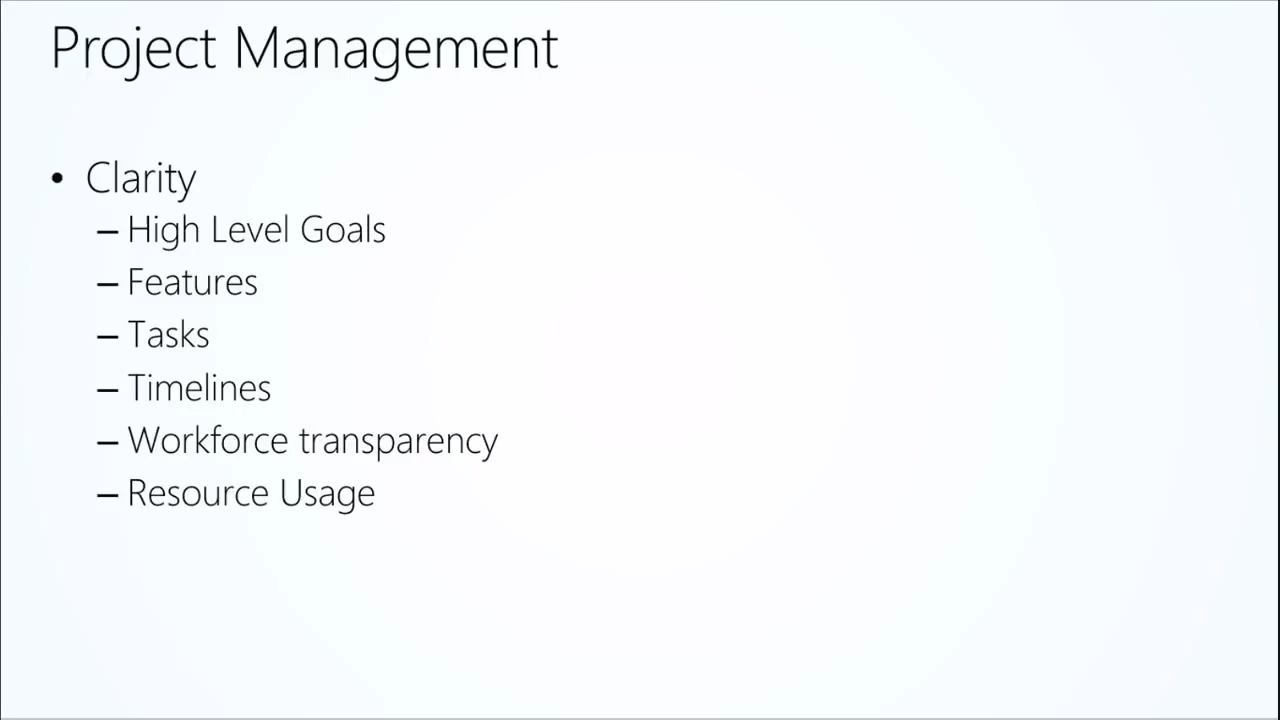 Project Management
• Clarity
– High Level Goals
– Features
– Tasks
– Timelines
– Workforce transparency
– Resource Usage